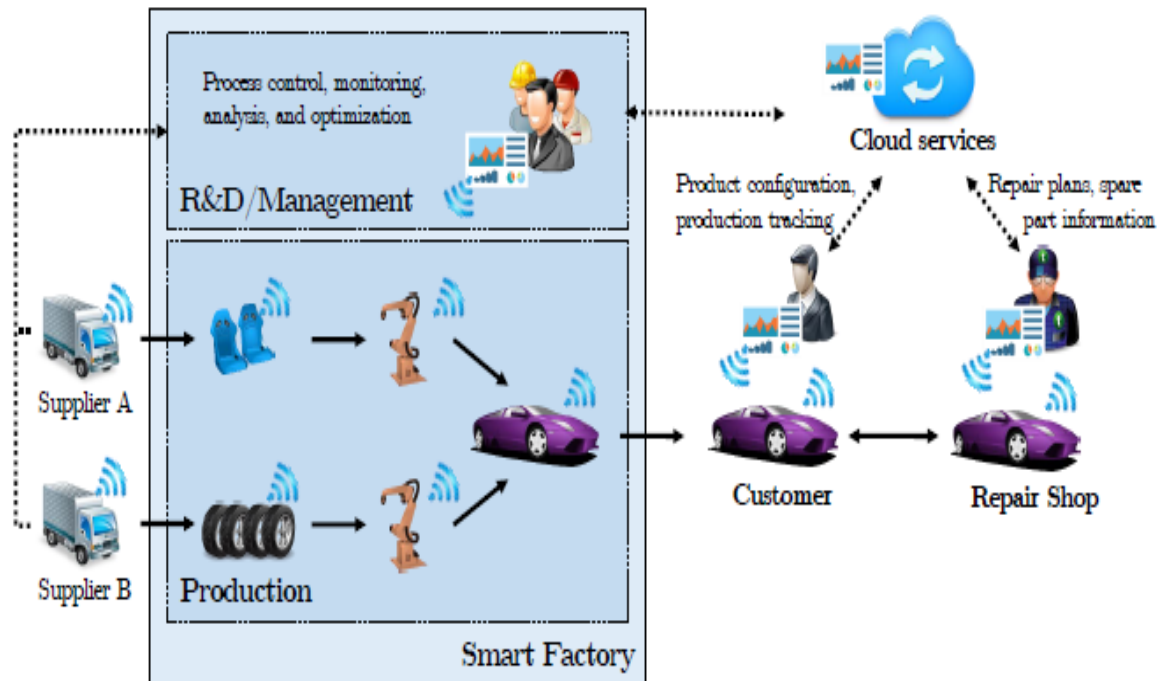 Process control, monitoring,
analysis, and optimization
R&D/Management
Cloud services
Product configuration,
production tracking
Repair plans, spare
part information
Supplier A
Supplier B
Production
Smart Factory
Customer
Repair Shop